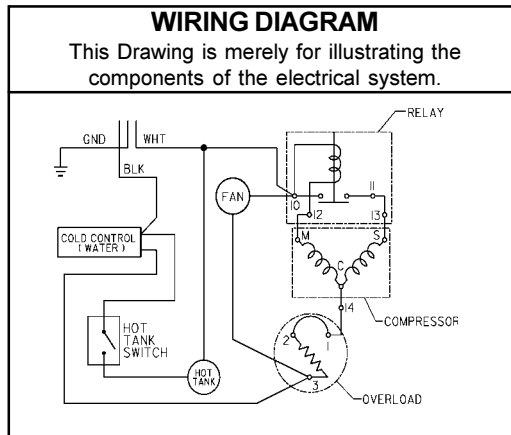 WIRING DIAGRAM
This Drawing is merely for illustrating the
components of the electrical system.
RELAY
GND
WHT
BLK
FAN
10
11
12
13
M
S
C
COLD CONTROL
(WATER)
14
COMPRESSOR
HOT
TANK
SWITCH
HOT
TANK
2
1
3
OVERLOAD